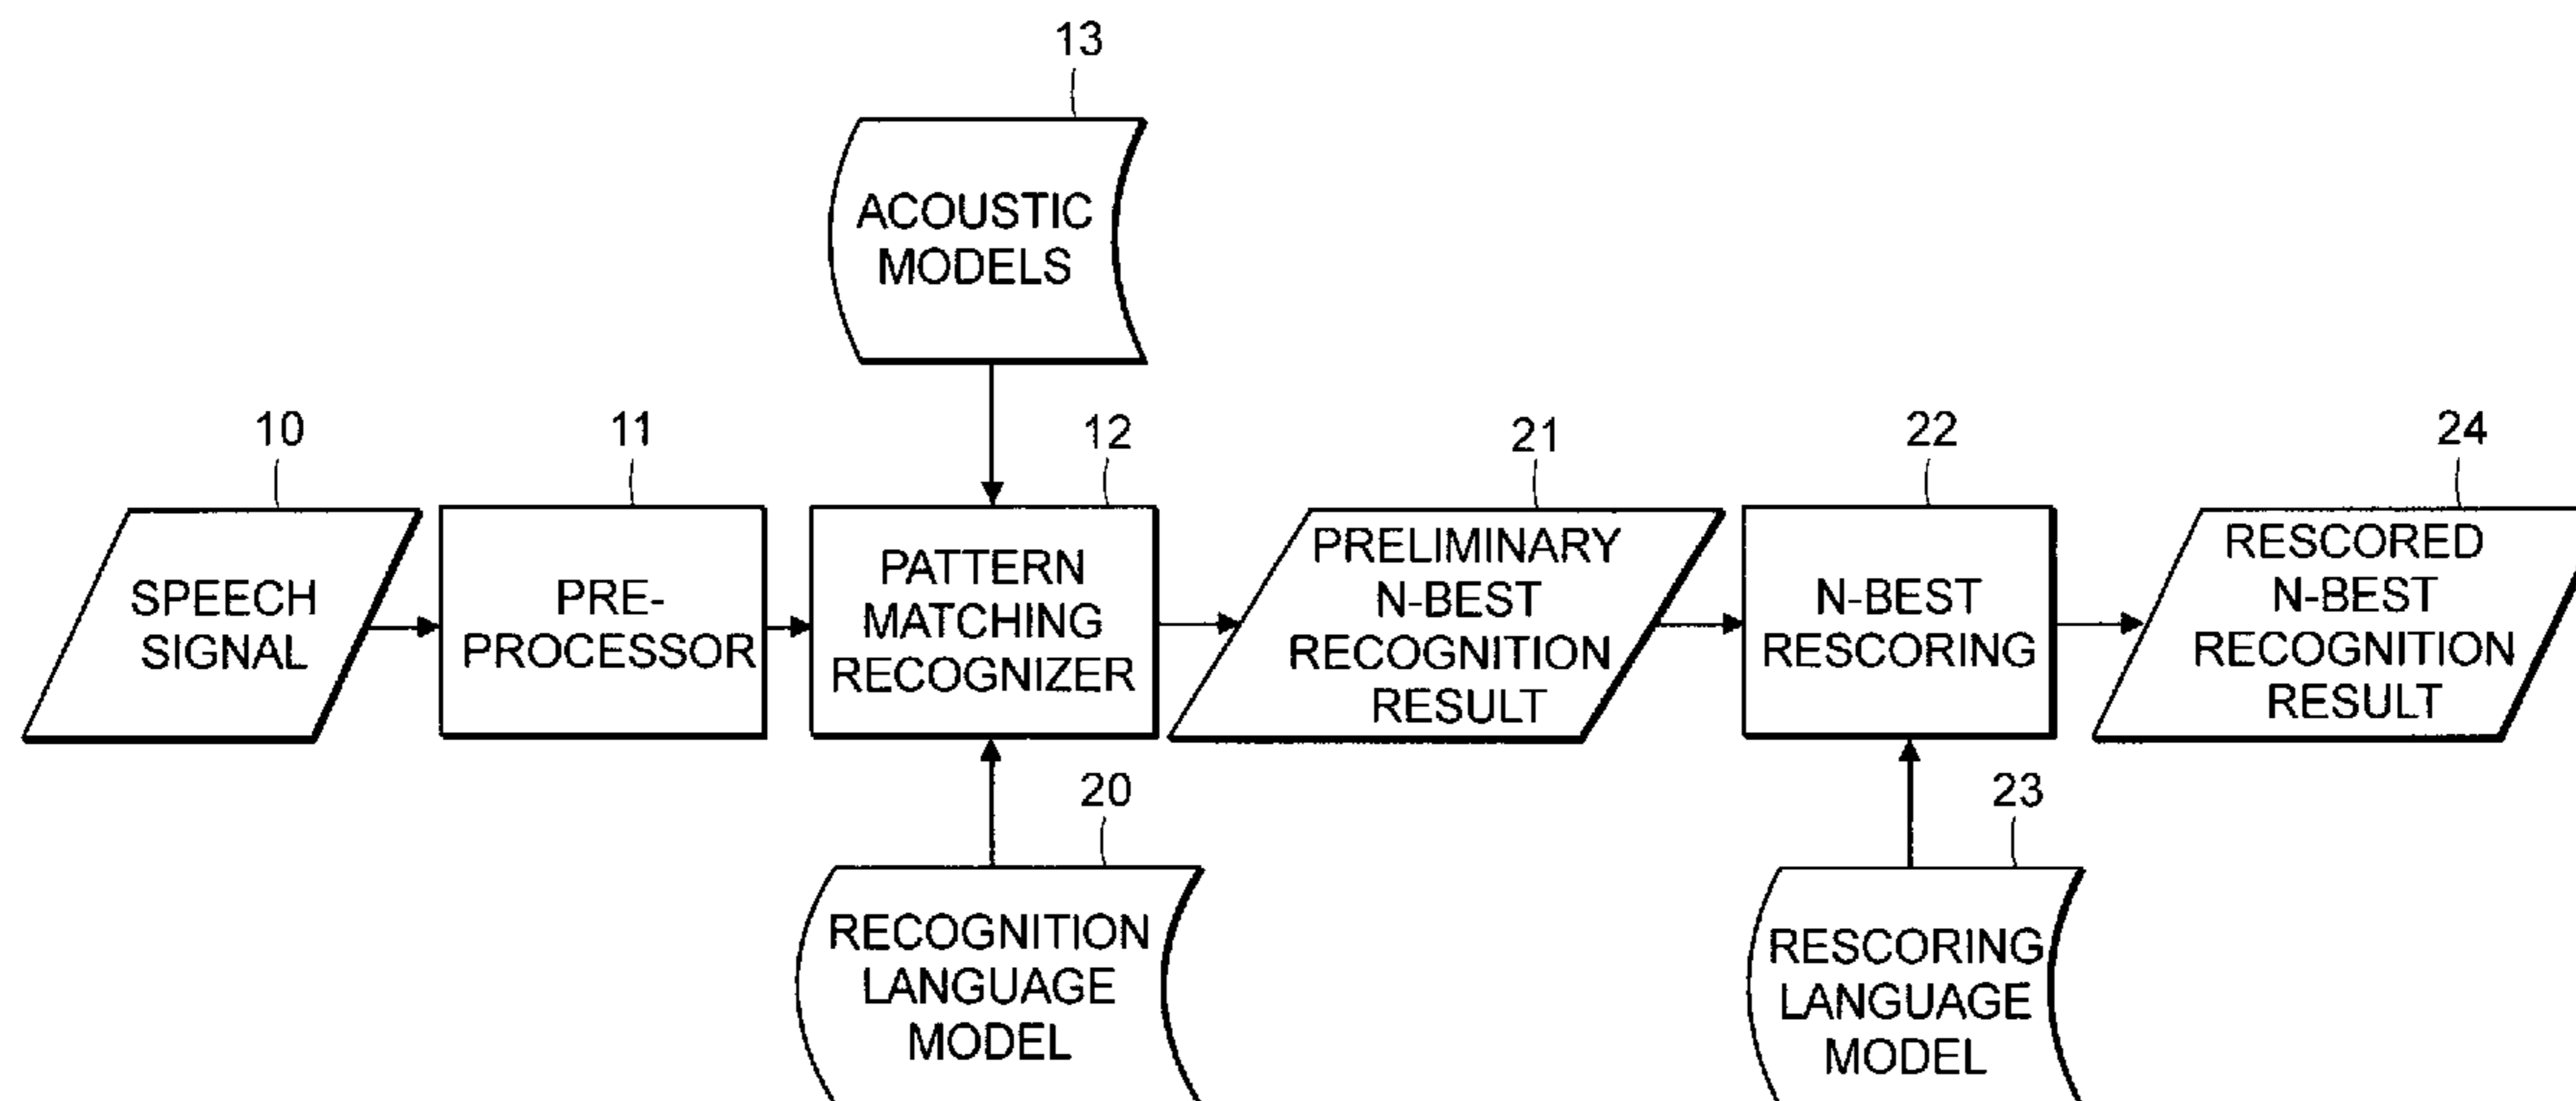 13
ACOUSTIC
MODELS
10
11
12
21
22
24
SPEECH
SIGNAL
PRE-
PROCESSOR
PATTERN
MATCHING
RECOGNIZER
PRELIMINARY
N-BEST
RECOGNITION
RESULT
N-BEST
RESCORING
RESCORED
N-BEST
RECOGNITION
RESULT
20
23
RECOGNITION
LANGUAGE
MODEL
RESCORING
LANGUAGE
MODEL